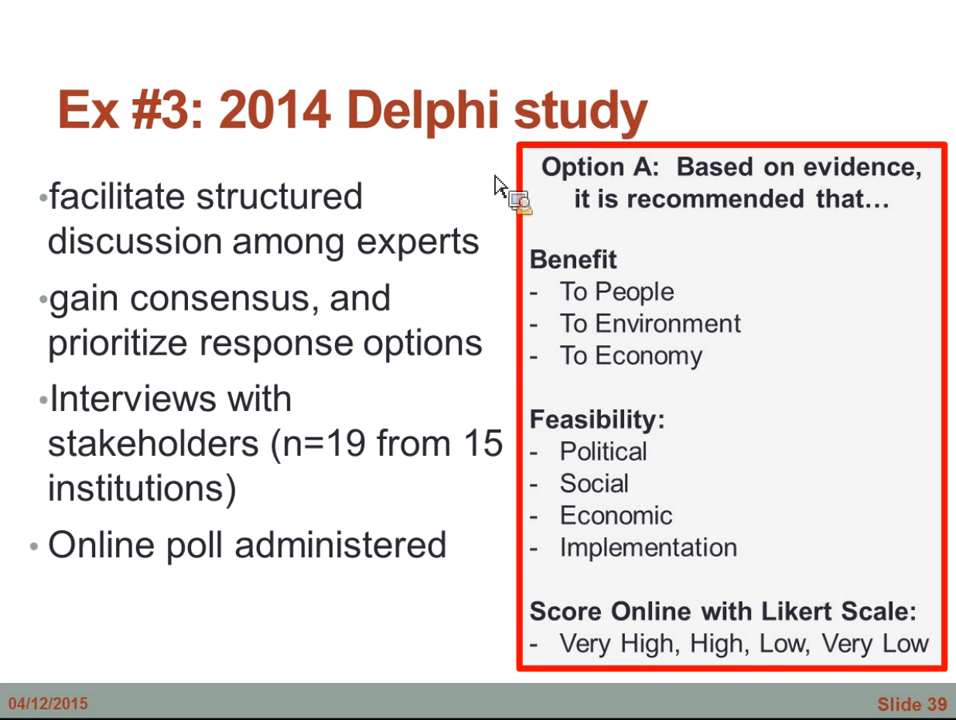 Ex #3: 2014 Delphi study
•facilitate structured
discussion among experts
•gain consensus, and
prioritize response options
•Interviews with
stakeholders (n=19 from 15
institutions)
• Online poll administered
Option A: Based on evidence,
it is recommended that…
Benefit
- To People
- To Environment
- To Economy
Feasibility:
- Political
- Social
- Economic
- Implementation
Score Online with Likert Scale:
- Very High, High, Low, Very Low
04/12/2015
Slide 39